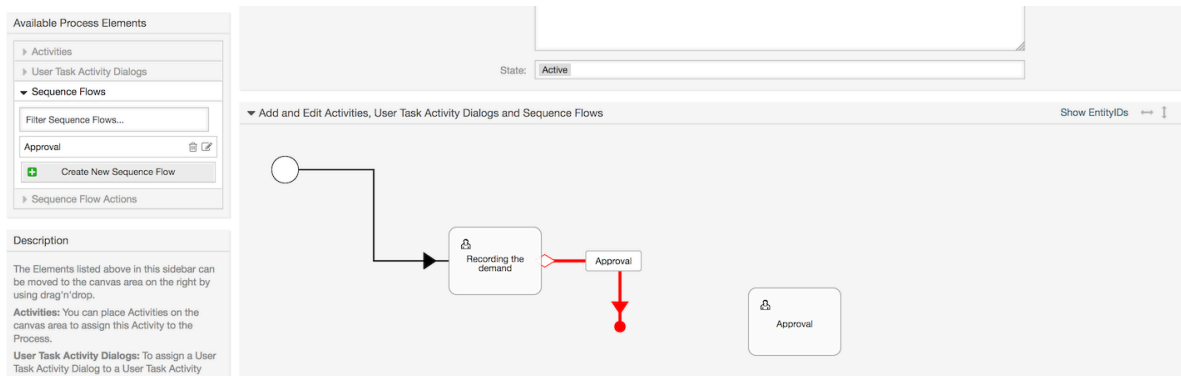 Available Process Elements
Activities
User Task Activity Dialogs
Sequence Flows
Filter Sequence Flows...
Approval
Create New Sequence Flow
Sequence Flow Actions
Description
The Elements listed above in this sidebar can
be moved to the canvas area on the right by
using drag'n'drop.
Activities: You can place Activities on the
canvas area to assign this Activity to the
Process.
User Task Activity Dialogs: To assign a User
Task Activity Dialog to a User Task Activity
State:
Active
Add and Edit Activities, User Task Activity Dialogs and Sequence Flows
Show EntityIDs
Recording the
demand
Approval
Approval